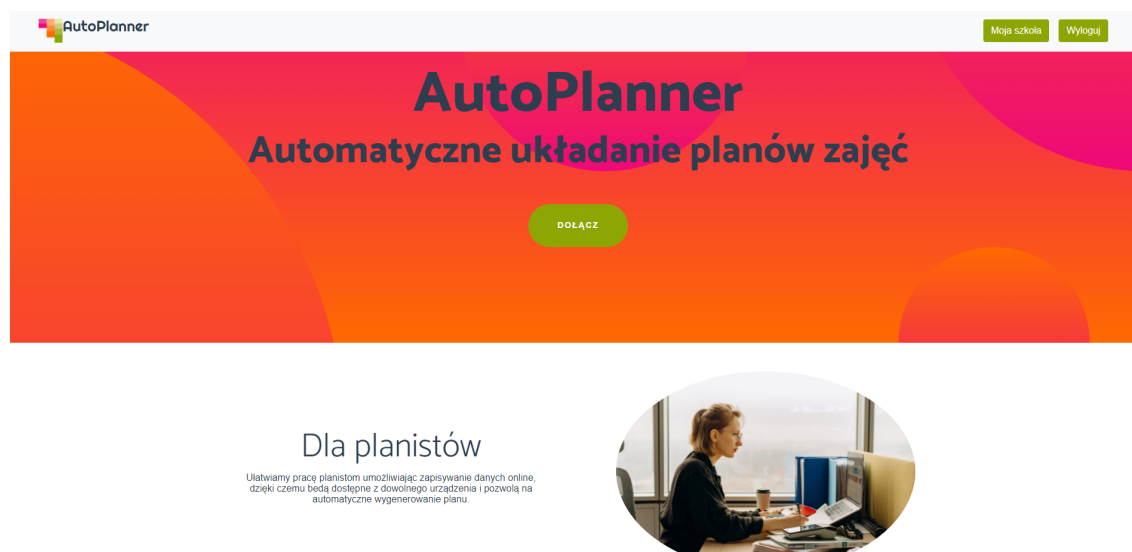 AutoPlanner
Moja szkoła
Wyloguj
AutoPlanner
Automatyczne układanie planów zajęć
DOŁĄCZ
Dla planistów
Ułatwiamy pracę planistom umożliwiając zapisywanie danych online,
dzięki czemu bedą dostępne z dowolnego urządzenia i pozwolą na
automatyczne wygenerowanie planu.